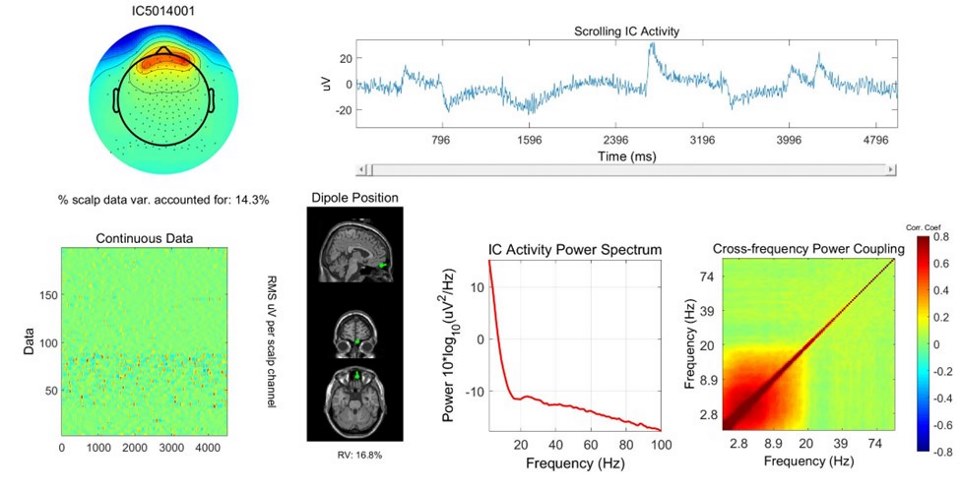 IC5014001
% scalp data var. accounted for: 14.3%
Scrolling IC Activity
uV
20
0
-20
796 1596 2396 3196 3996 4796
Time (ms)
Continuous Data
Data
150
100
50
0 1000 2000 3000 4000
RMS uV per scalp channel
Dipole Position
RV: 16.8%
IC Activity Power Spectrum
Power 10*log10(uV2/Hz)
10
0
-10
20 40 60 80 100
Frequency (Hz)
Cross-frequency Power Coupling
Frequency (Hz)
74
39
20
8.9
2.8
2.8 8.9 20 39 74
Frequency (Hz)
Corr. Coef
0.8
0.6
0.4
0.2
0
-0.2
-0.4
-0.6
-0.8